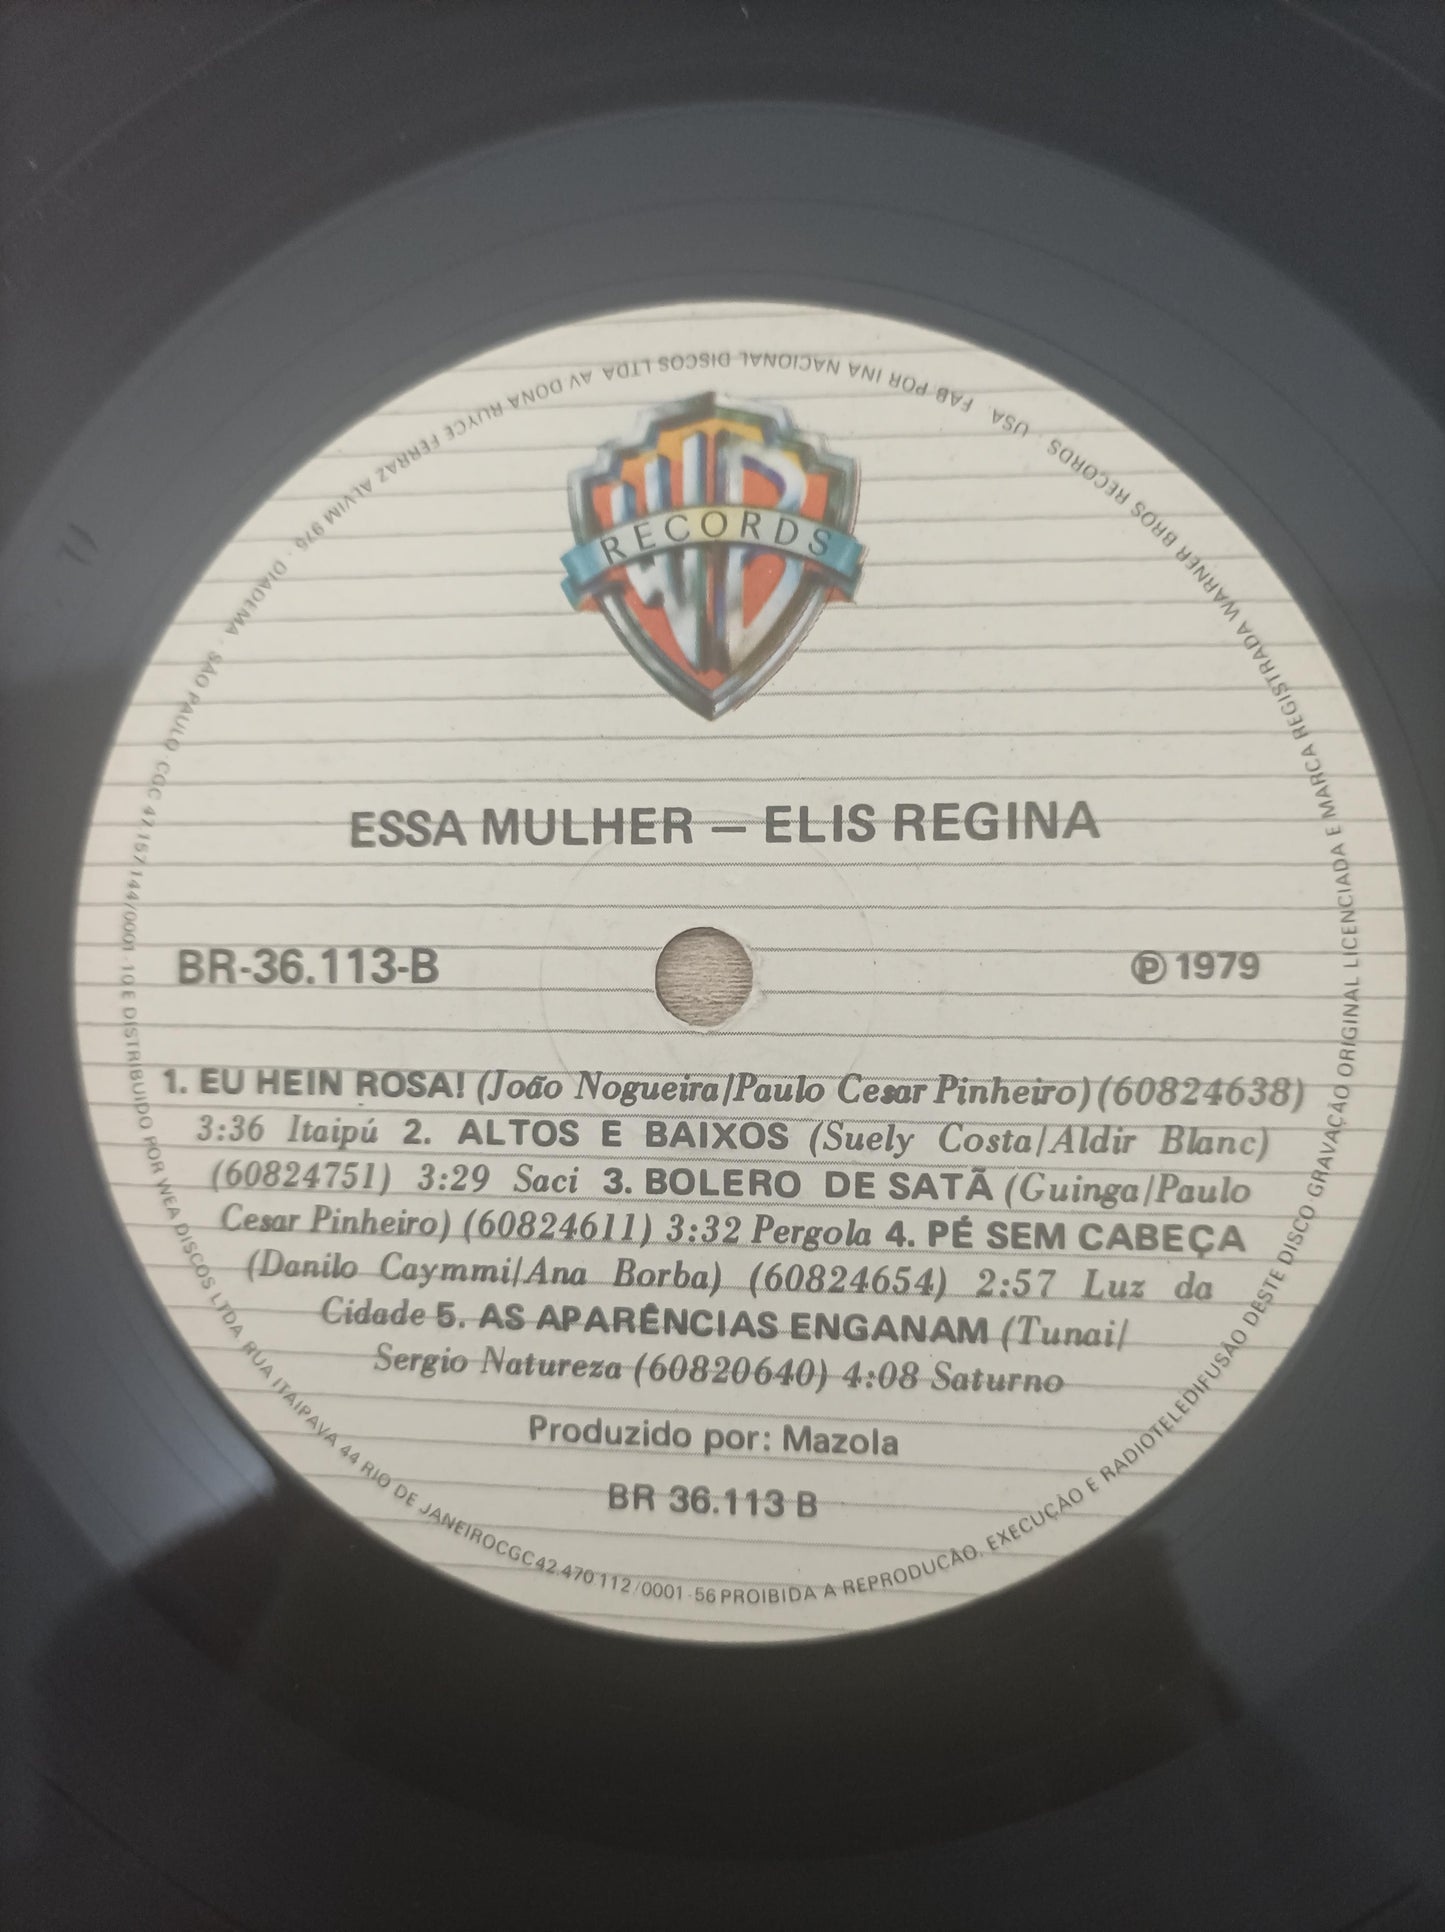 WB
RECORDS
ESSA MULHER — ELIS REGINA
BR-36.113-B
Ⓟ 1979
1. EU HEIN ROSA! (João Nogueira/Paulo Cesar Pinheiro) (60824638)
3:36 Itaipú 2. ALTOS E BAIXOS (Suely Costa/Aldir Blanc)
(60824751) 3:29 Saci 3. BOLERO DE SATÃ (Guinga/Paulo
Cesar Pinheiro) (60824611) 3:32 Pergola 4. PÉ SEM CABEÇA
(Danilo Caymmi/Ana Borba) (60824654) 2:57 Luz da
Cidade 5. AS APARÊNCIAS ENGANAM (Tunai/
Sergio Natureza (60820640) 4:08 Saturno
Produzido por: Mazola
BR 36.113 B
FAB POR INA NACIONAL DISCOS LTDA AV DONA RUYCE FERRAZ ALVIM 976 · DIADEMA · SÃO PAULO CGC 47.157.144/0001-10 E DISTRIBUIDO POR WEA DISCOS LTDA RUA ITAIPAVA 44 RIO DE JANEIRO CGC 42.470.112/0001-56 PROIBIDA A REPRODUCÃO, EXECUÇÃO E RADIOTELEDIFUSÃO DESTE DISCO · GRAVAÇÃO ORIGINAL LICENCIADA E MARCA REGISTRADA WARNER BROS RECORDS · USA.